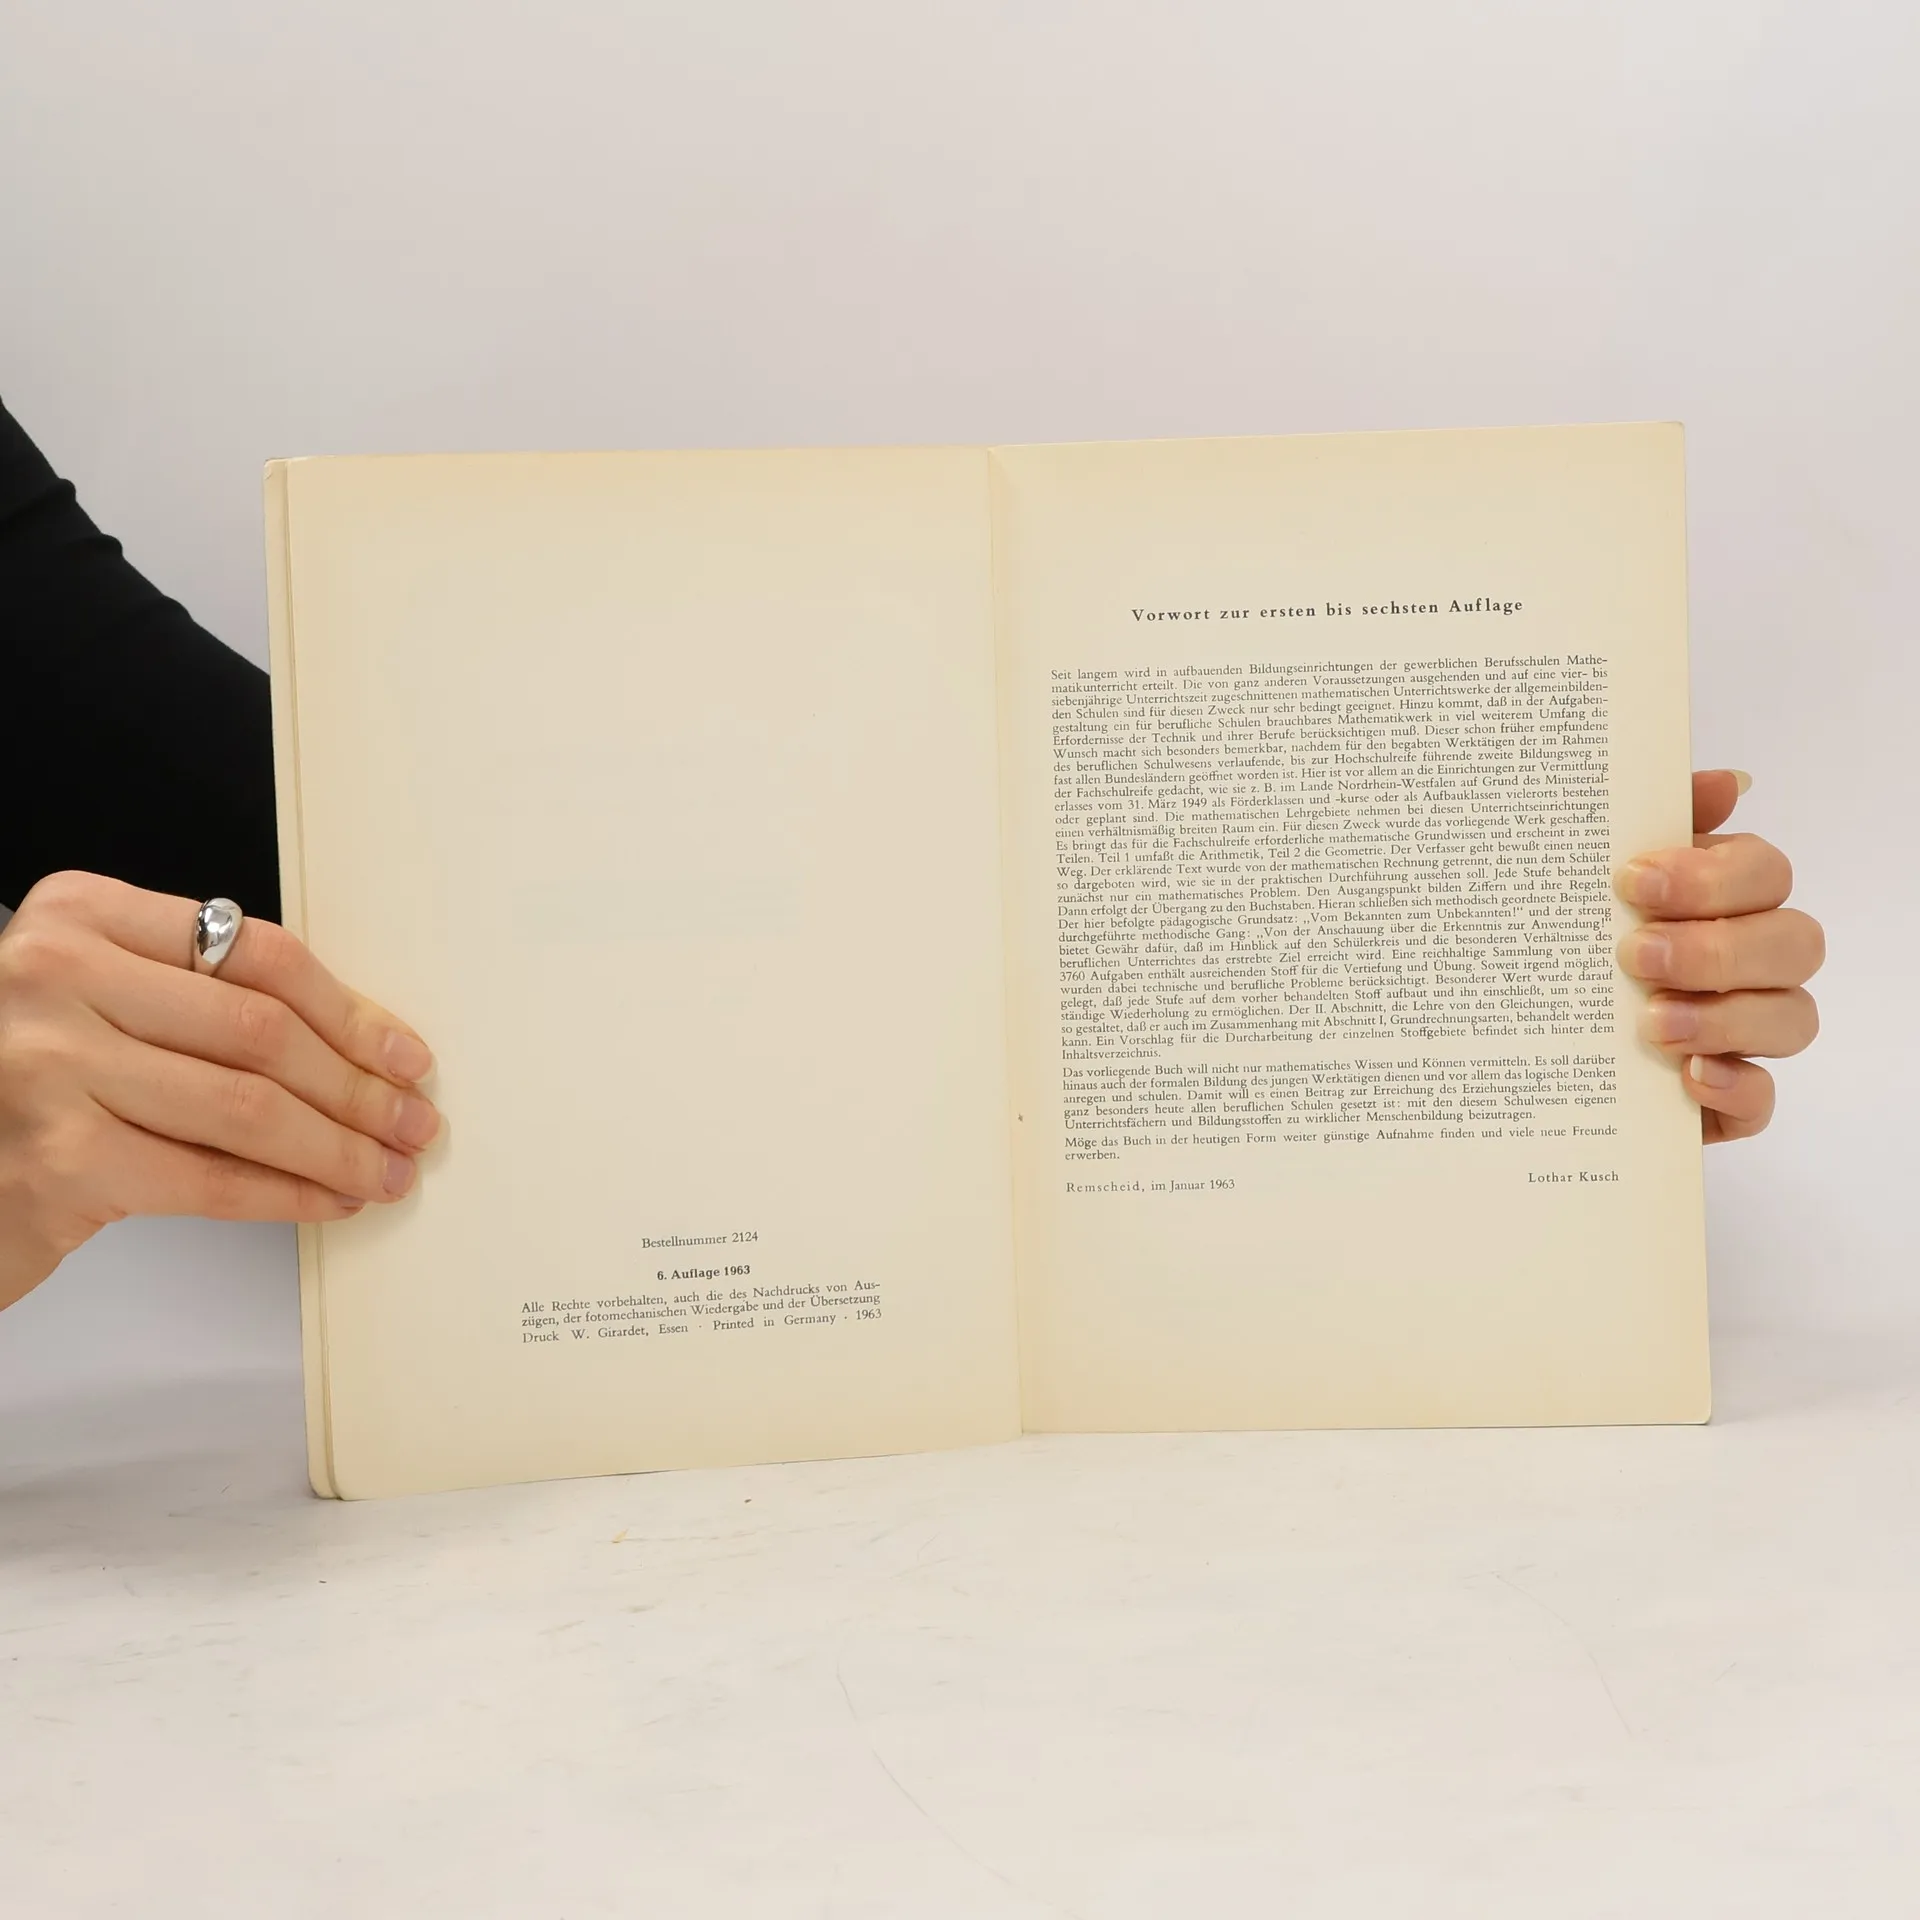 Bestellnummer 2124
6. Auflage 1963
Alle Rechte vorbehalten, auch die des Nachdrucks von Aus-
zügen, der fotomechanischen Wiedergabe und der Übersetzung
Druck W. Girardet, Essen · Printed in Germany · 1963
Vorwort zur ersten bis sechsten Auflage
Seit langem wird in aufbauenden Bildungseinrichtungen der gewerblichen Berufsschulen Mathe-
matikunterricht erteilt. Die von ganz anderen Voraussetzungen ausgehenden und auf eine vier- bis
siebenjährige Unterrichtszeit zugeschnittenen mathematischen Unterrichtswerke der allgemeinbilden-
den Schulen sind für diesen Zweck nur sehr bedingt geeignet. Hinzu kommt, daß in der Aufgaben-
gestaltung ein für berufliche Schulen brauchbares Mathematikwerk in viel weiterem Umfang die
Erfordernisse der Technik und ihrer Berufe berücksichtigen muß. Dieser schon früher empfundene
Wunsch macht sich besonders bemerkbar, nachdem für den begabten Werktätigen der im Rahmen
des beruflichen Schulwesens verlaufende, bis zur Hochschulreife führende zweite Bildungsweg in
fast allen Bundesländern geöffnet worden ist. Hier ist vor allem an die Einrichtungen zur Vermittlung
der Fachschulreife gedacht, wie sie z. B. im Lande Nordrhein-Westfalen auf Grund des Ministerial-
erlasses vom 31. März 1949 als Förderklassen und -kurse oder als Aufbauklassen vielerorts bestehen
oder geplant sind. Die mathematischen Lehrgebiete nehmen bei diesen Unterrichtseinrichtungen
einen verhältnismäßig breiten Raum ein. Für diesen Zweck wurde das vorliegende Werk geschaffen.
Es bringt das für die Fachschulreife erforderliche mathematische Grundwissen und erscheint in zwei
Teilen. Teil 1 umfaßt die Arithmetik, Teil 2 die Geometrie. Der Verfasser geht bewußt einen neuen
Weg. Der erklärende Text wurde von der mathematischen Rechnung getrennt, die nun dem Schüler
so dargeboten wird, wie sie in der praktischen Durchführung aussehen soll. Jede Stufe behandelt
zunächst nur ein mathematisches Problem. Den Ausgangspunkt bilden Ziffern und ihre Regeln.
Dann erfolgt der Übergang zu den Buchstaben. Hieran schließen sich methodisch geordnete Beispiele.
Der hier befolgte pädagogische Grundsatz: „Vom Bekannten zum Unbekannten!“ und der streng
durchgeführte methodische Gang: „Von der Anschauung über die Erkenntnis zur Anwendung!“
bietet Gewähr dafür, daß im Hinblick auf den Schülerkreis und die besonderen Verhältnisse des
beruflichen Unterrichtes das erstrebte Ziel erreicht wird. Eine reichhaltige Sammlung von über
3760 Aufgaben enthält ausreichenden Stoff für die Vertiefung und Übung. Soweit irgend möglich,
wurden dabei technische und berufliche Probleme berücksichtigt. Besonderer Wert wurde darauf
gelegt, daß jede Stufe auf dem vorher behandelten Stoff aufbaut und ihn einschließt, um so eine
ständige Wiederholung zu ermöglichen. Der II. Abschnitt, die Lehre von den Gleichungen, wurde
so gestaltet, daß er auch im Zusammenhang mit Abschnitt I, Grundrechnungsarten, behandelt werden
kann. Ein Vorschlag für die Durcharbeitung der einzelnen Stoffgebiete befindet sich hinter dem
Inhaltsverzeichnis.
Das vorliegende Buch will nicht nur mathematisches Wissen und Können vermitteln. Es soll darüber
hinaus auch der formalen Bildung des jungen Werktätigen dienen und vor allem das logische Denken
anregen und schulen. Damit will es einen Beitrag zur Erreichung des Erziehungszieles bieten, das
ganz besonders heute allen beruflichen Schulen gesetzt ist: mit den diesem Schulwesen eigenen
Unterrichtsfächern und Bildungsstoffen zu wirklicher Menschenbildung beizutragen.
Möge das Buch in der heutigen Form weiter günstige Aufnahme finden und viele neue Freunde
erwerben.
Remscheid, im Januar 1963
Lothar Kusch